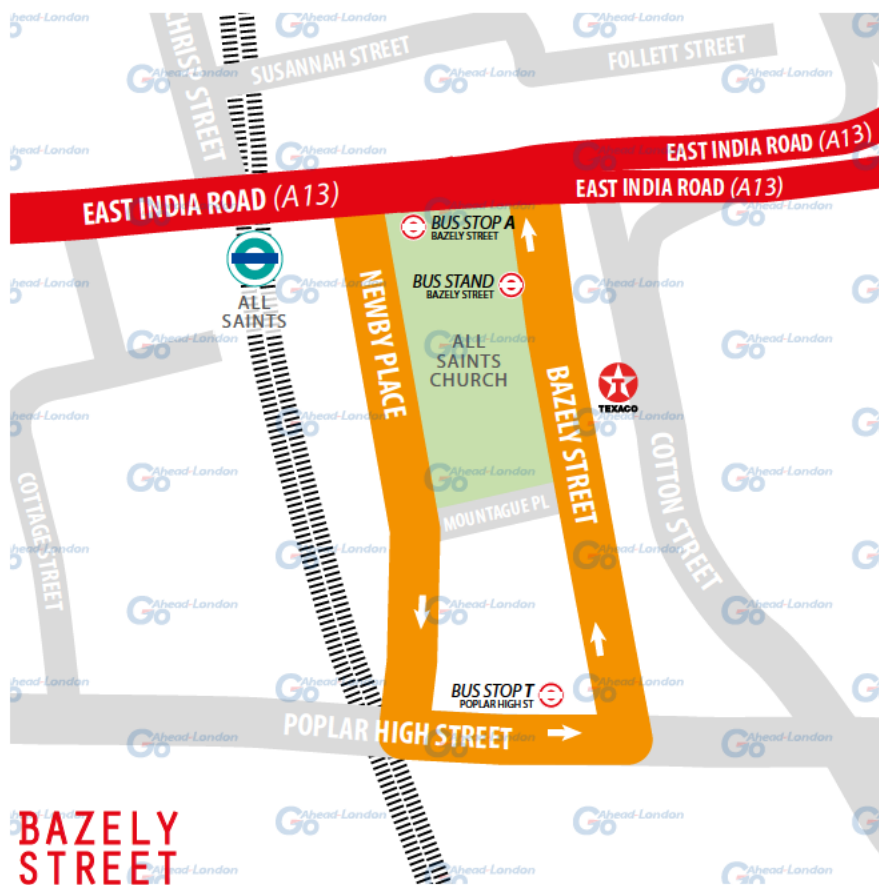 CHRISP STREET
SUSANNAH STREET
FOLLETT STREET
EAST INDIA ROAD (A13)
EAST INDIA ROAD (A13)
EAST INDIA ROAD (A13)
BUS STOP A
BAZELY STREET
BUS STAND
BAZELY STREET
ALL
SAINTS
NEWBY PLACE
ALL
SAINTS
CHURCH
BAZELY STREET
TEXACO
COTTON STREET
COTTAGE STREET
MOUNTAGUE PL
BUS STOP T
POPLAR HIGH ST
POPLAR HIGH STREET
BAZELY
STREET
Go Ahead-London